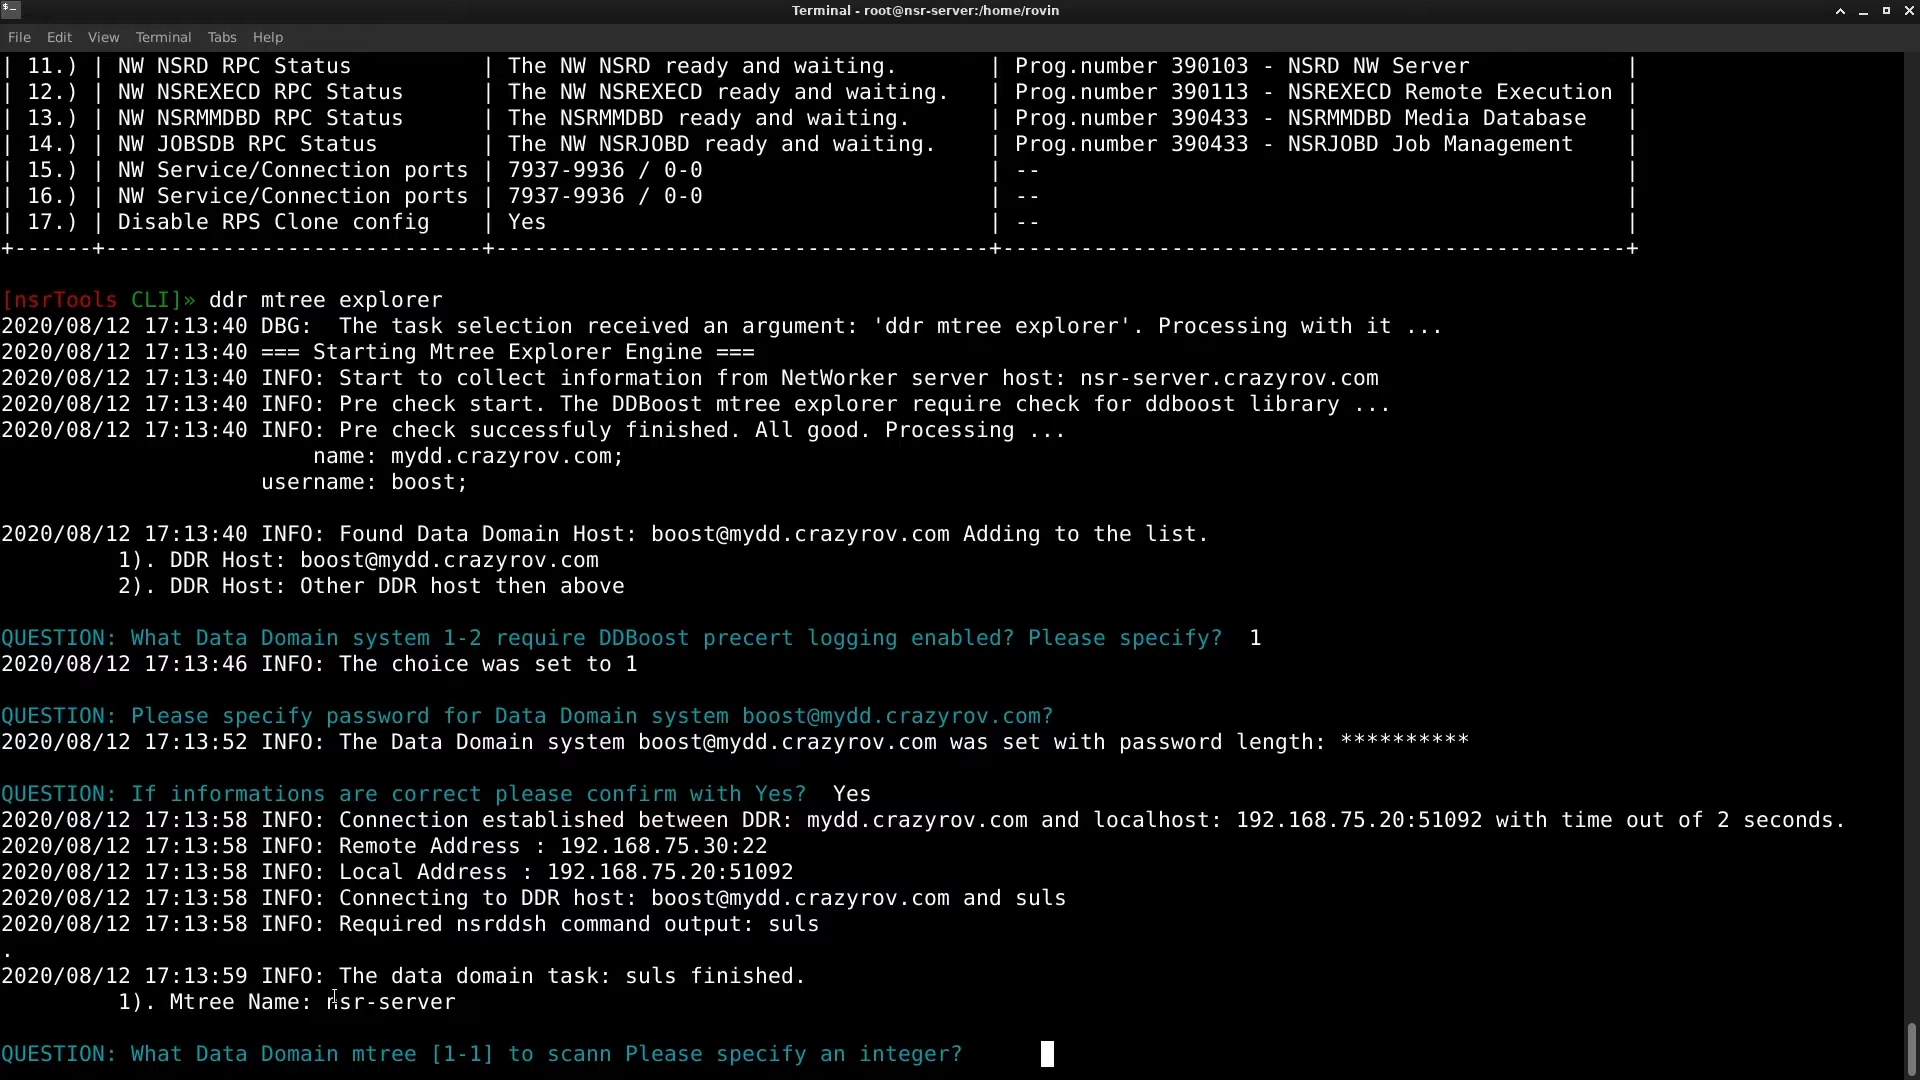 Terminal - root@nsr-server:/home/rovin
File Edit View Terminal Tabs Help
| 11.) | NW NSRD RPC Status | The NW NSRD ready and waiting. | Prog.number 390103 - NSRD NW Server |
| 12.) | NW NSREXECD RPC Status | The NW NSREXECD ready and waiting. | Prog.number 390113 - NSREXECD Remote Execution |
| 13.) | NW NSRMMDBD RPC Status | The NSRMMDBD ready and waiting. | Prog.number 390433 - NSRMMDBD Media Database |
| 14.) | NW JOBSDB RPC Status | The NW NSRJOBD ready and waiting. | Prog.number 390433 - NSRJOBD Job Management |
| 15.) | NW Service/Connection ports | 7937-9936 / 0-0 | -- |
| 16.) | NW Service/Connection ports | 7937-9936 / 0-0 | -- |
| 17.) | Disable RPS Clone config | Yes | -- |
+------+-----------------------------+--------------------------------------+------------------------------------------------+
[nsrTools CLI]» ddr mtree explorer
2020/08/12 17:13:40 DBG:  The task selection received an argument: 'ddr mtree explorer'. Processing with it ...
2020/08/12 17:13:40 === Starting Mtree Explorer Engine ===
2020/08/12 17:13:40 INFO: Start to collect information from NetWorker server host: nsr-server.crazyrov.com
2020/08/12 17:13:40 INFO: Pre check start. The DDBoost mtree explorer require check for ddboost library ...
2020/08/12 17:13:40 INFO: Pre check successfuly finished. All good. Processing ...
name: mydd.crazyrov.com;
username: boost;
2020/08/12 17:13:40 INFO: Found Data Domain Host: boost@mydd.crazyrov.com Adding to the list.
1). DDR Host: boost@mydd.crazyrov.com
2). DDR Host: Other DDR host then above
QUESTION: What Data Domain system 1-2 require DDBoost precert logging enabled? Please specify?  1
2020/08/12 17:13:46 INFO: The choice was set to 1
QUESTION: Please specify password for Data Domain system boost@mydd.crazyrov.com?
2020/08/12 17:13:52 INFO: The Data Domain system boost@mydd.crazyrov.com was set with password length: **********
QUESTION: If informations are correct please confirm with Yes?  Yes
2020/08/12 17:13:58 INFO: Connection established between DDR: mydd.crazyrov.com and localhost: 192.168.75.20:51092 with time out of 2 seconds.
2020/08/12 17:13:58 INFO: Remote Address : 192.168.75.30:22
2020/08/12 17:13:58 INFO: Local Address : 192.168.75.20:51092
2020/08/12 17:13:58 INFO: Connecting to DDR host: boost@mydd.crazyrov.com and suls
2020/08/12 17:13:58 INFO: Required nsrddsh command output: suls
.
2020/08/12 17:13:59 INFO: The data domain task: suls finished.
1). Mtree Name: nsr-server
QUESTION: What Data Domain mtree [1-1] to scann Please specify an integer?